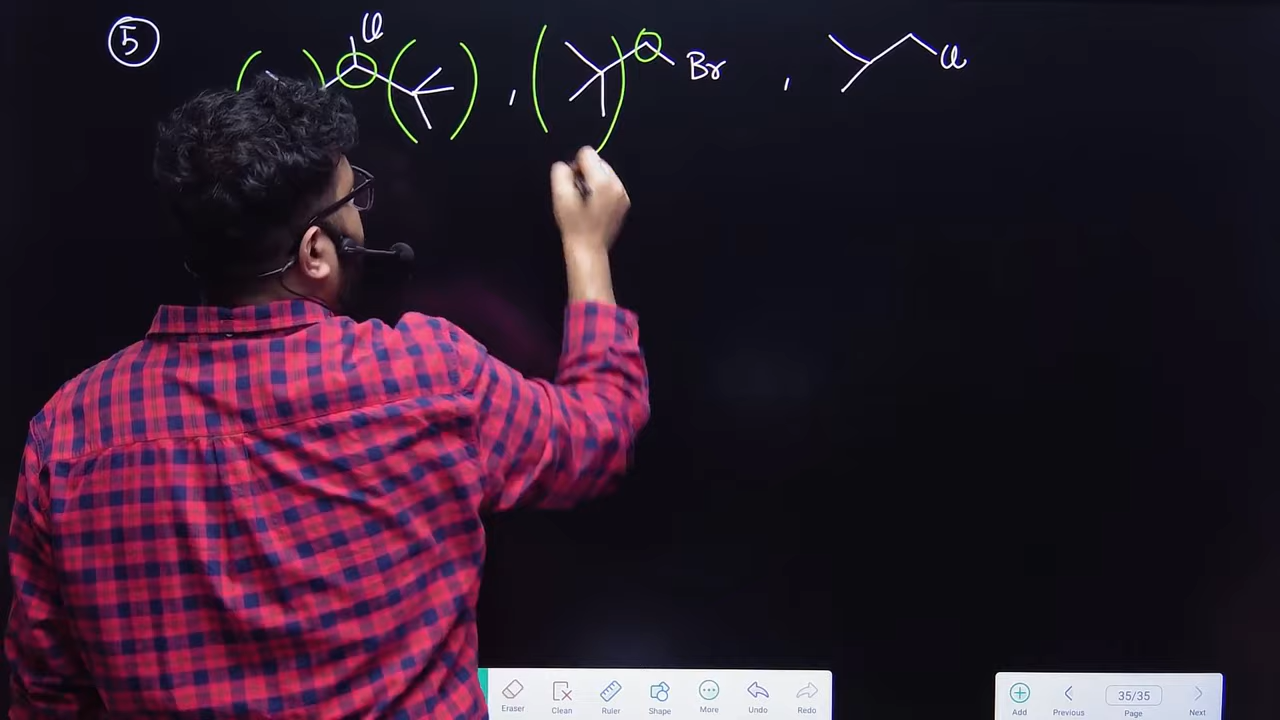 5
Cl
, Br , Cl
Eraser Clean Ruler Shape More Undo Redo
Add Previous 35/35 Page Next